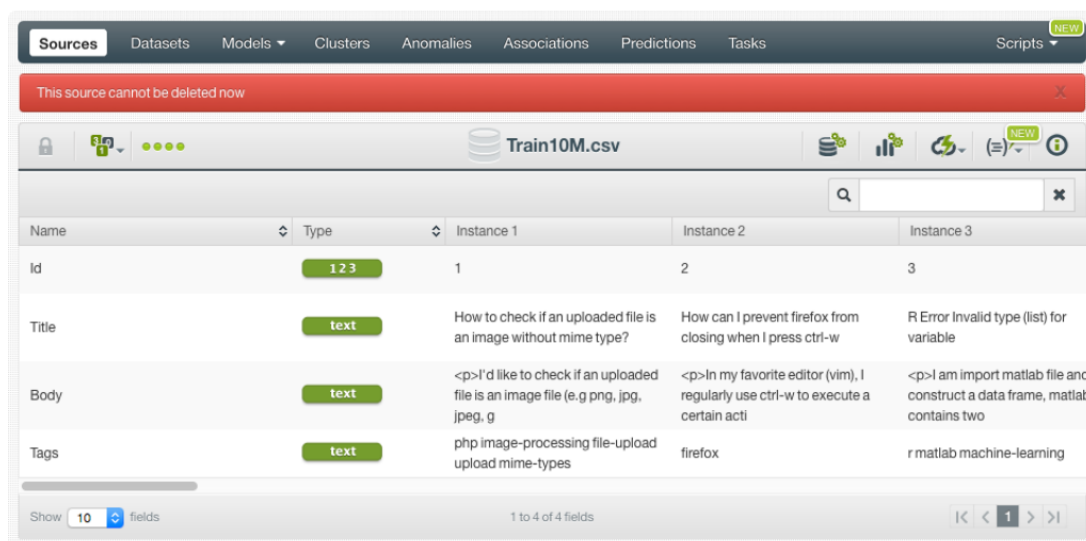 Sources Datasets Models Clusters Anomalies Associations Predictions Tasks Scripts NEW
This source cannot be deleted now X
Train10M.csv NEW
Name Type Instance 1 Instance 2 Instance 3
Id 123 1 2 3
Title text How to check if an uploaded file is How can I prevent firefox from R Error Invalid type (list) for
an image without mime type? closing when I press ctrl-w variable
Body text <p>I'd like to check if an uploaded <p>In my favorite editor (vim), I <p>I am import matlab file and
file is an image file (e.g png, jpg, regularly use ctrl-w to execute a construct a data frame, matlab
jpeg, g certain acti contains two
Tags text php image-processing file-upload firefox r matlab machine-learning
upload mime-types
Show 10 fields 1 to 4 of 4 fields 1